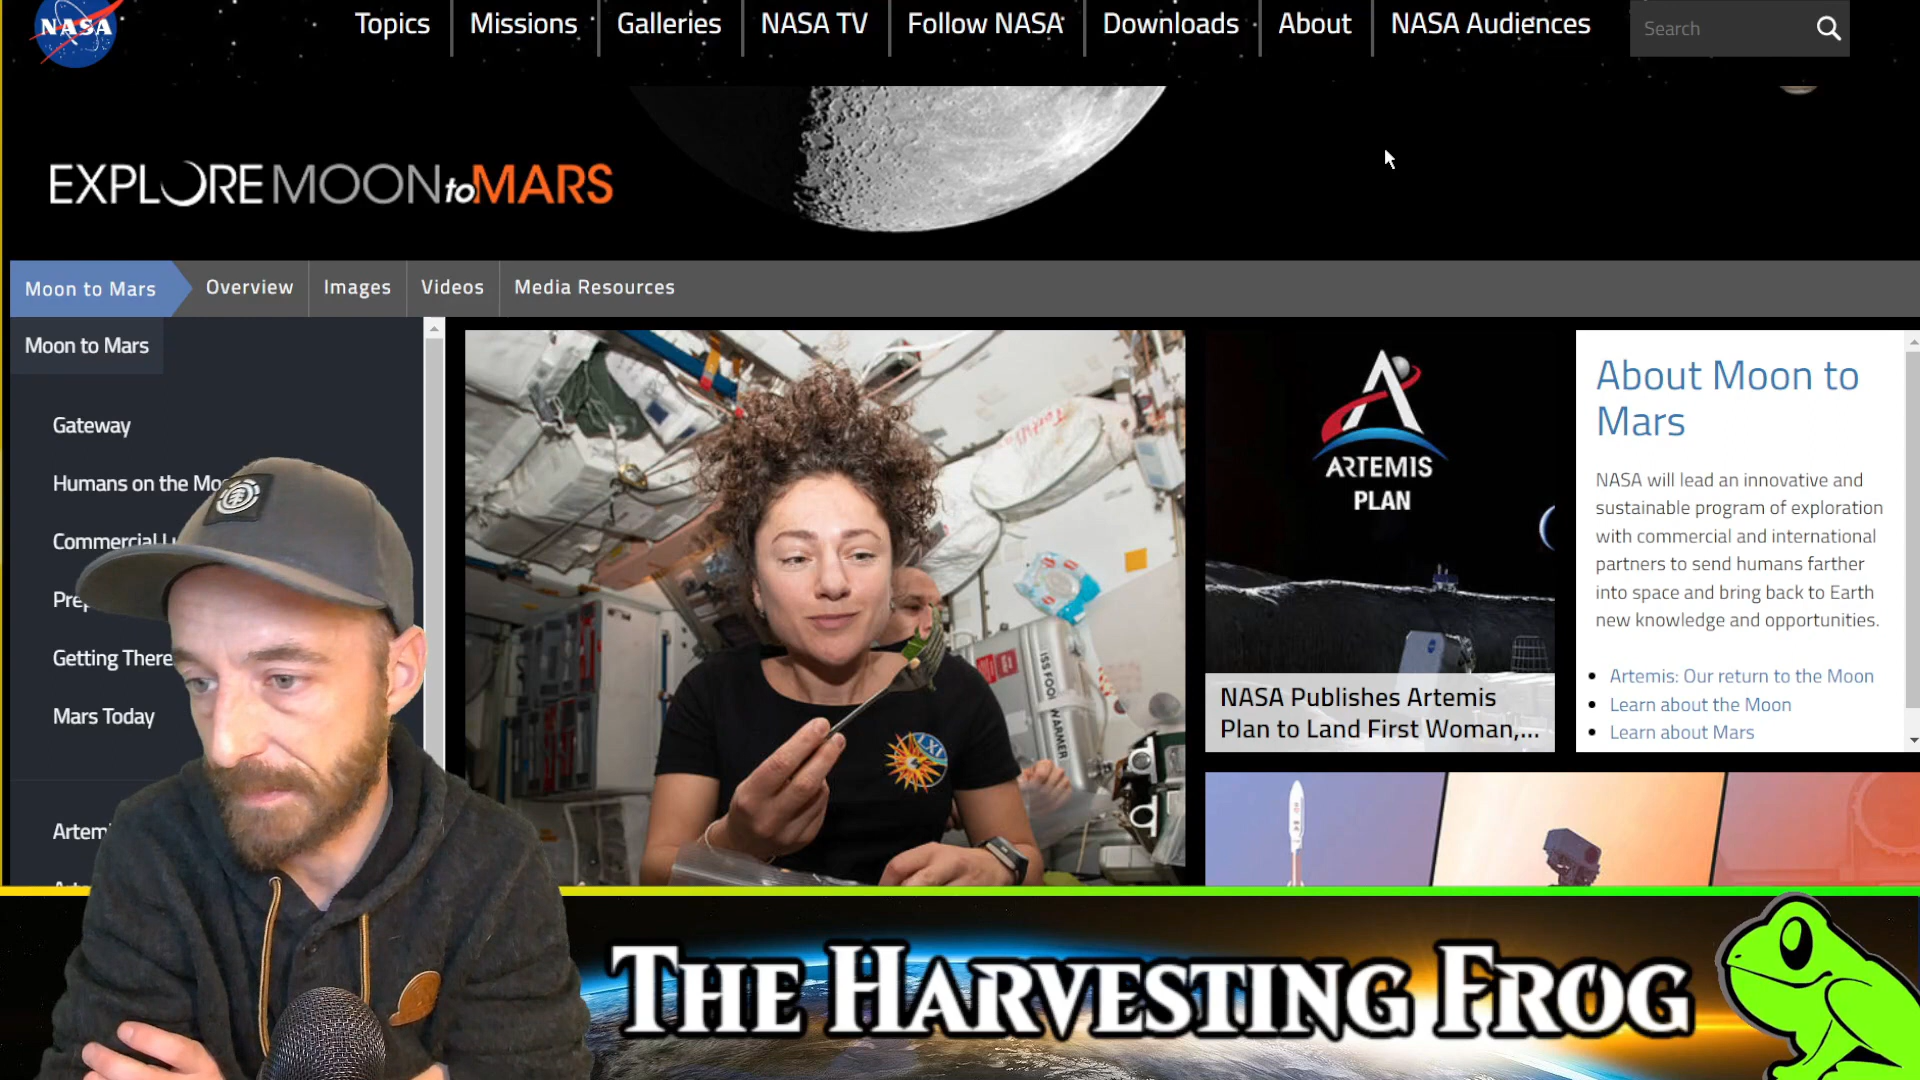 NASA
Topics
Missions
Galleries
NASA TV
Follow NASA
Downloads
About
NASA Audiences
Search
EXPLORE MOON to MARS
Moon to Mars
Overview
Images
Videos
Media Resources
Moon to Mars
Gateway
Humans on the Mo
Commercial
Getting There
Mars Today
LXI
ISS FOOD
WARMER
ARTEMIS
PLAN
NASA Publishes Artemis
Plan to Land First Woman,...
About Moon to
Mars
NASA will lead an innovative and
sustainable program of exploration
with commercial and international
partners to send humans farther
into space and bring back to Earth
new knowledge and opportunities.
Artemis: Our return to the Moon
Learn about the Moon
Learn about Mars
THE HARVESTING FROG